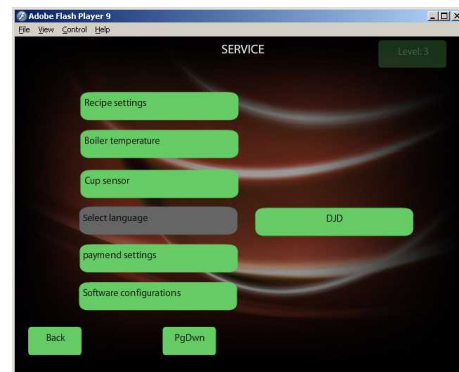 Adobe Flash Player 9
File View Control Help
SERVICE
Level: 3
Recipe settings
Boiler temperature
Cup sensor
Select language
DJD
paymend settings
Software configurations
Back
PgDwn